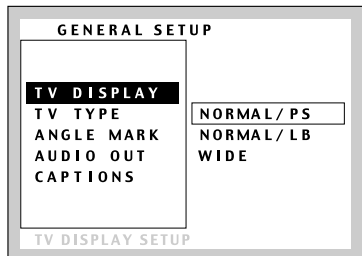 GENERAL SETUP
TV DISPLAY
TV TYPE
ANGLE MARK
AUDIO OUT
CAPTIONS
NORMAL/PS
NORMAL/LB
WIDE
TV DISPLAY SETUP